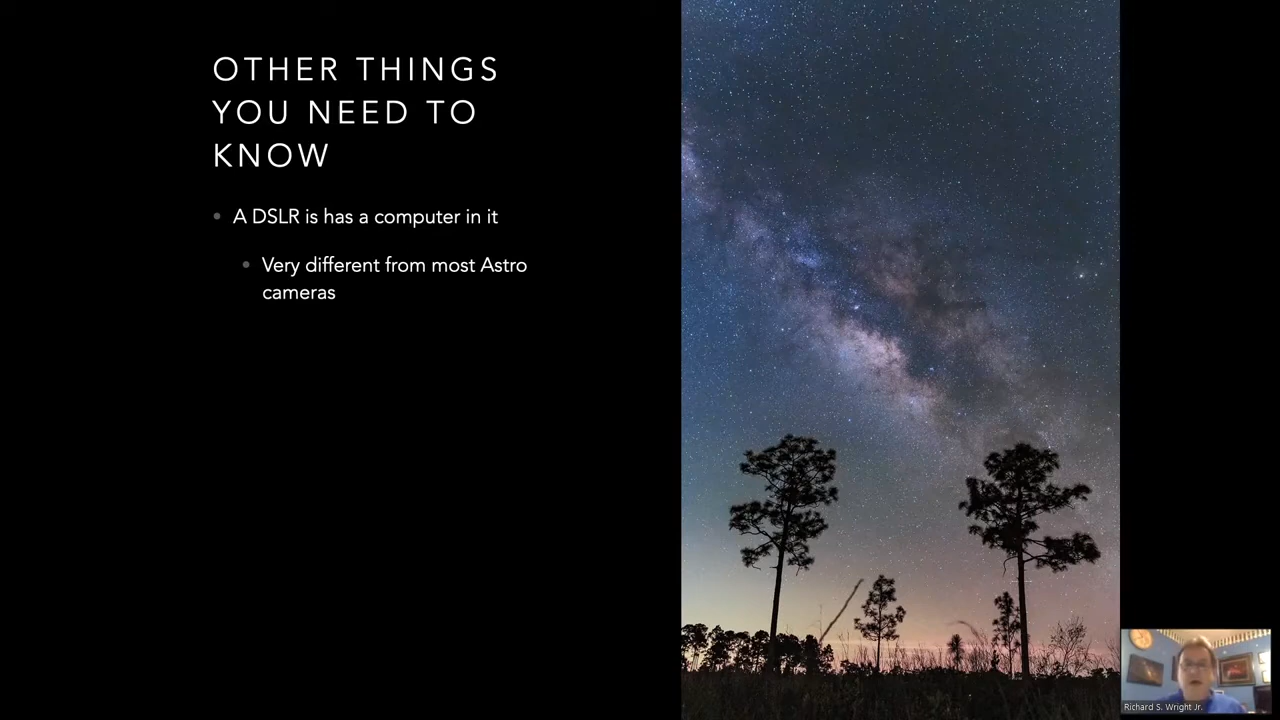 OTHER THINGS
YOU NEED TO
KNOW
A DSLR is has a computer in it
Very different from most Astro
cameras
Richard S. Wright Jr.